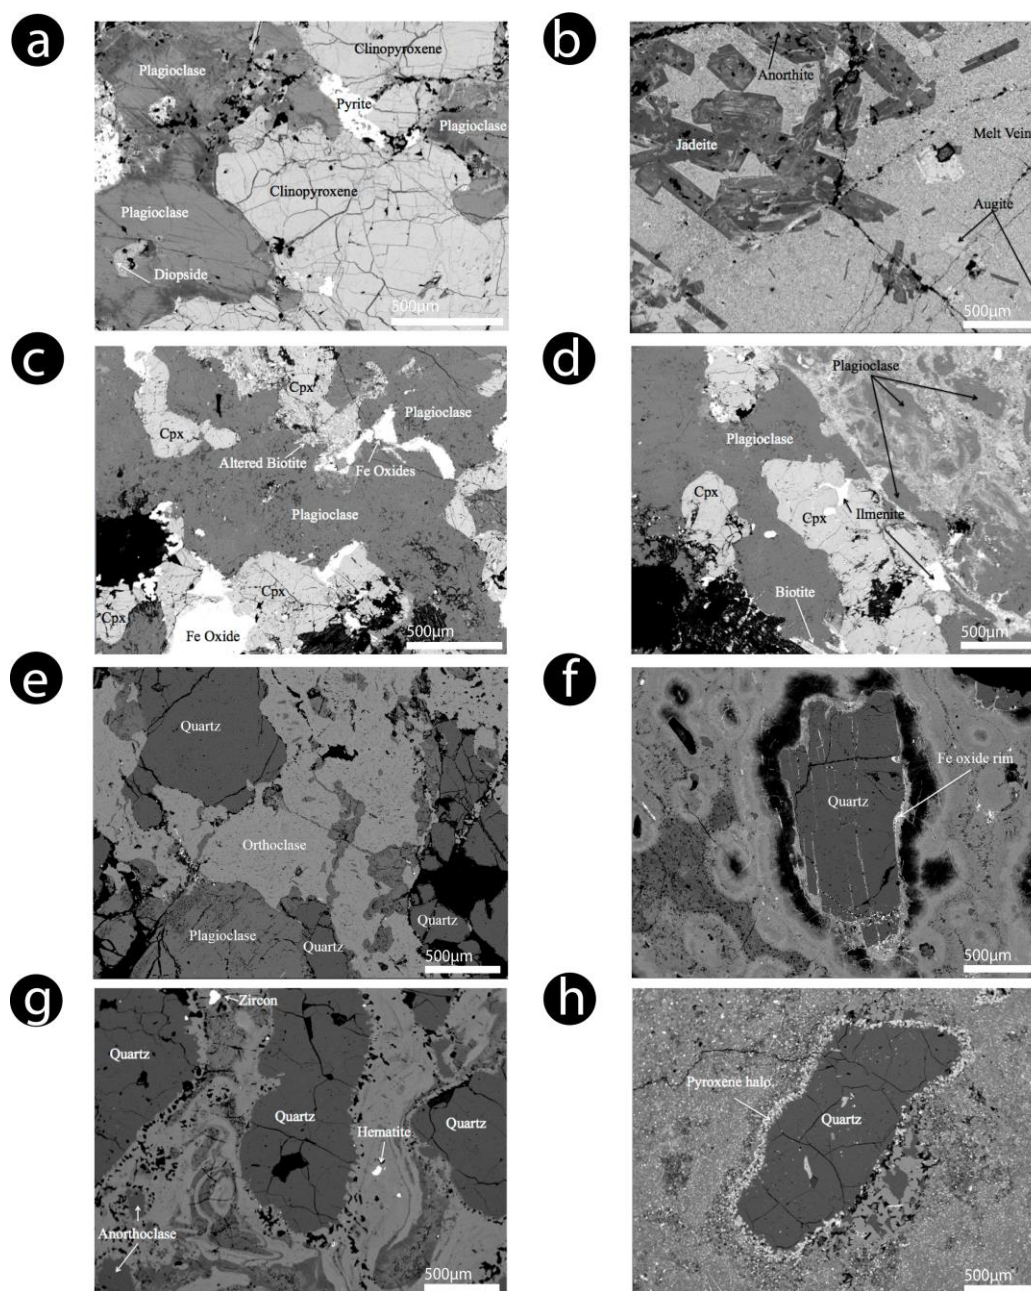 a
Plagioclase
Clinopyroxene
Pyrite
Plagioclase
Clinopyroxene
Plagioclase
Diopside
500µm
b
Anorthite
Jadeite
Melt Vein
Augite
500µm
c
Cpx
Cpx
Plagioclase
Altered Biotite
Fe Oxides
Plagioclase
Cpx
Cpx
Fe Oxide
500µm
d
Plagioclase
Plagioclase
Cpx
Cpx
Ilmenite
Biotite
500µm
e
Quartz
Orthoclase
Plagioclase
Quartz
Quartz
500µm
f
Fe oxide rim
Quartz
500µm
g
Zircon
Quartz
Quartz
Quartz
Hematite
Anorthoclase
500µm
h
Pyroxene halo
Quartz
500µm